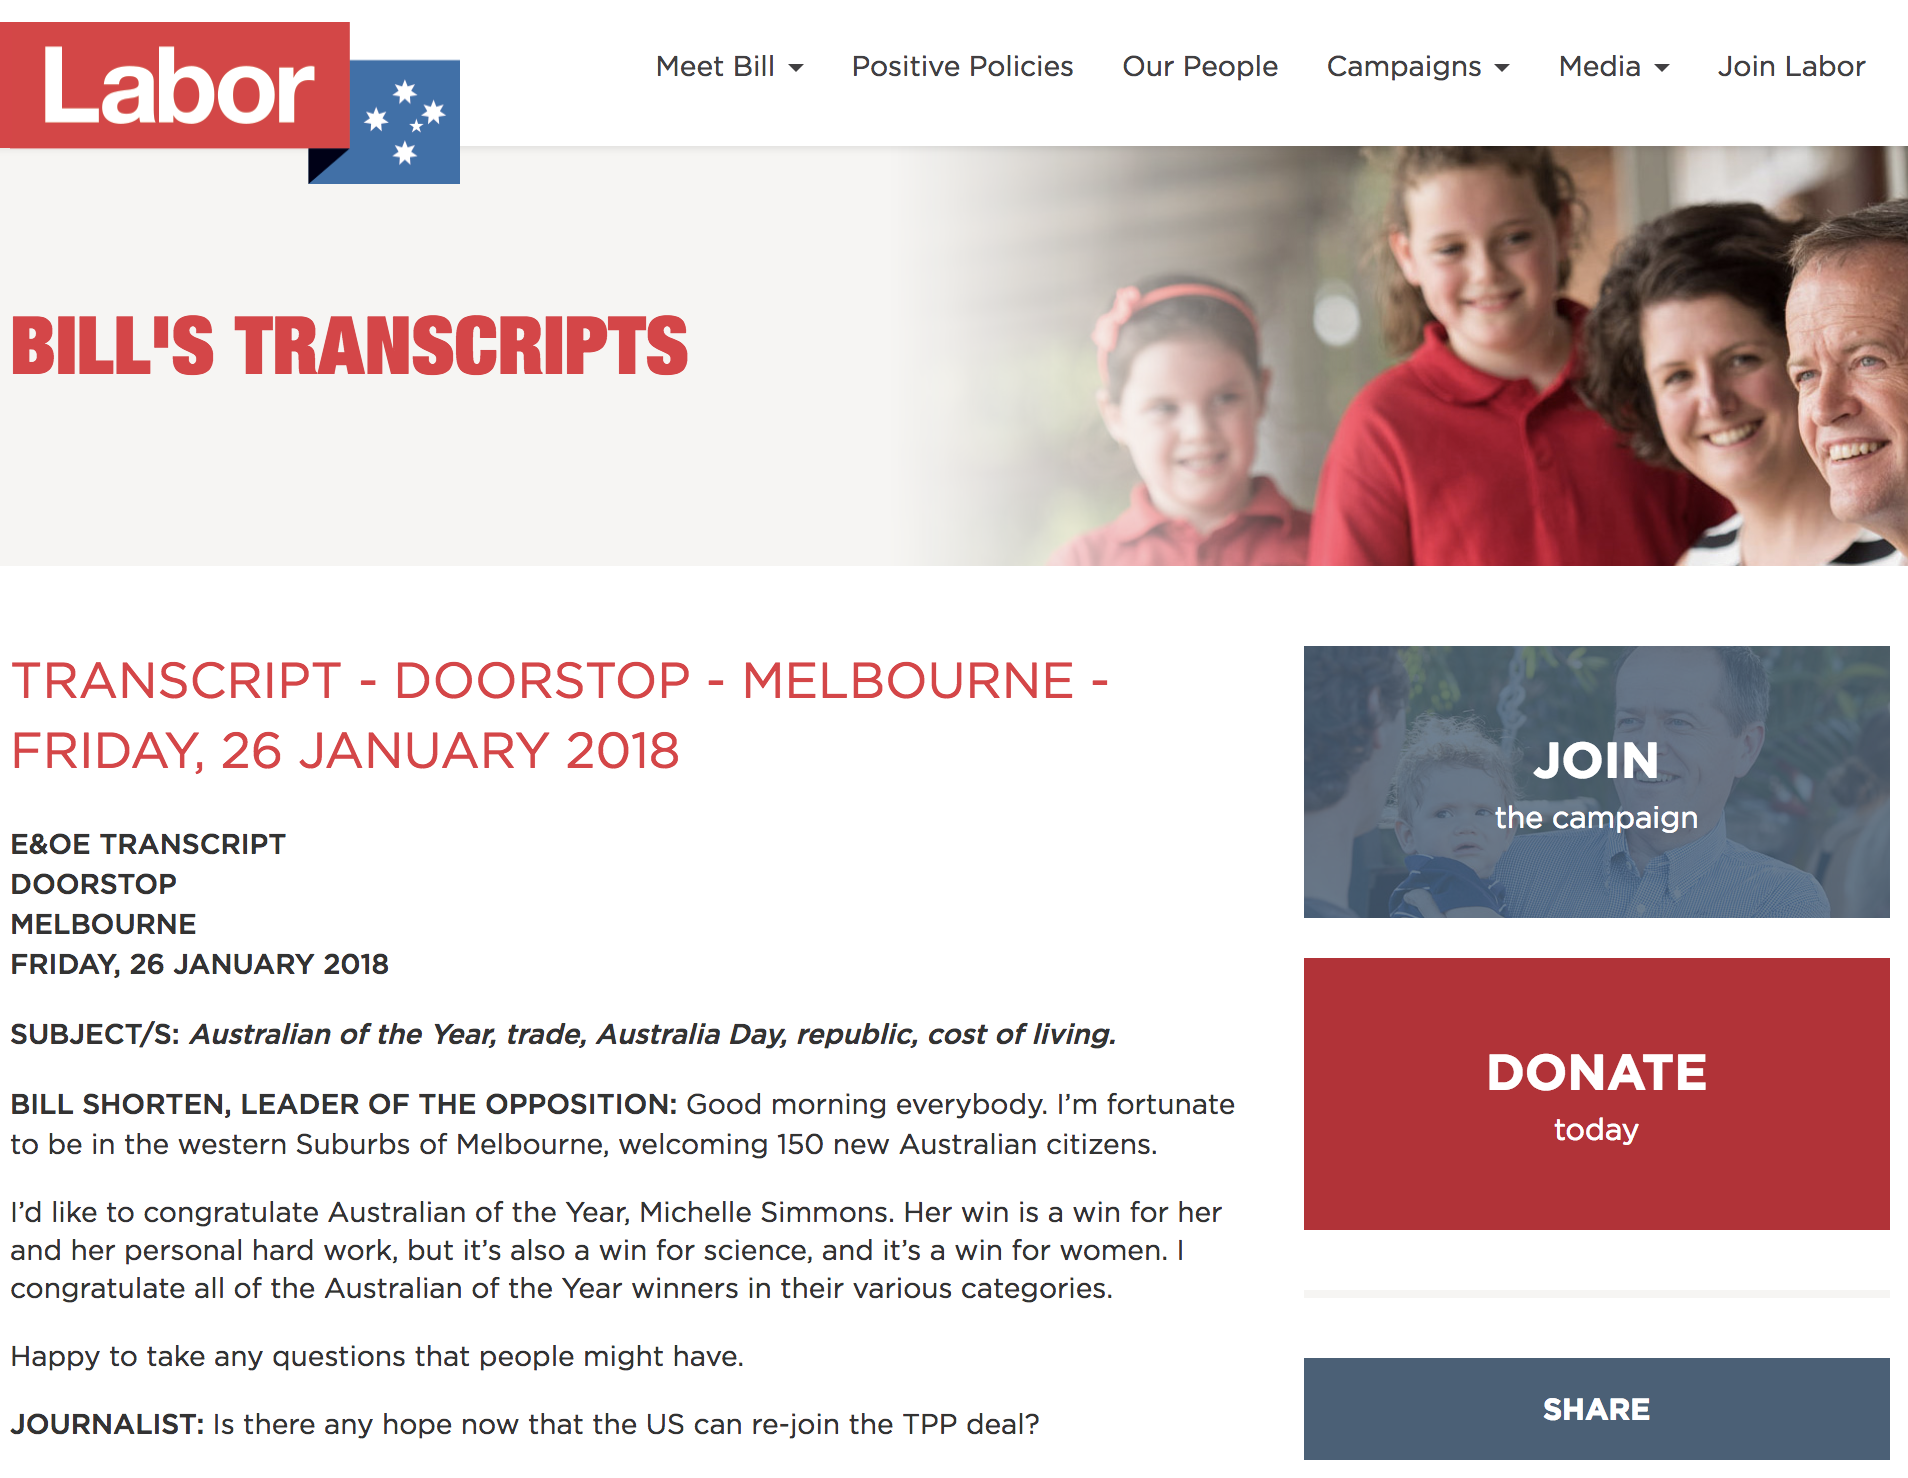 Labor
Meet Bill
Positive Policies
Our People
Campaigns
Media
Join Labor
BILL'S TRANSCRIPTS
TRANSCRIPT - DOORSTOP - MELBOURNE -
FRIDAY, 26 JANUARY 2018
E&OE TRANSCRIPT
DOORSTOP
MELBOURNE
FRIDAY, 26 JANUARY 2018
SUBJECT/S: Australian of the Year, trade, Australia Day, republic, cost of living.
BILL SHORTEN, LEADER OF THE OPPOSITION: Good morning everybody. I’m fortunate
to be in the western Suburbs of Melbourne, welcoming 150 new Australian citizens.
I’d like to congratulate Australian of the Year, Michelle Simmons. Her win is a win for her
and her personal hard work, but it’s also a win for science, and it’s a win for women. I
congratulate all of the Australian of the Year winners in their various categories.
Happy to take any questions that people might have.
JOURNALIST: Is there any hope now that the US can re-join the TPP deal?
JOIN
the campaign
DONATE
today
SHARE